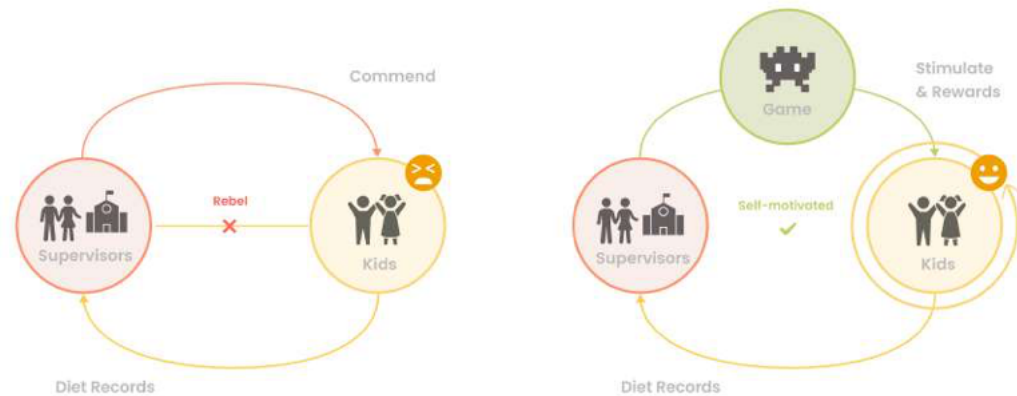 Commend
Rebel
Supervisors
Kids
Diet Records
Game
Stimulate
& Rewards
Self-motivated
Supervisors
Kids
Diet Records